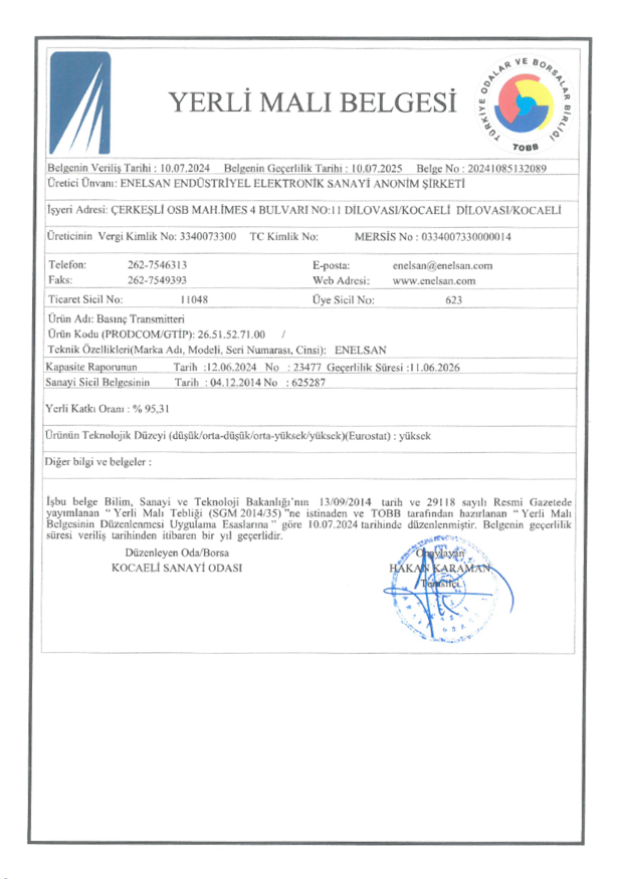 YERLİ MALI BELGESİ
TÜRKİYE ODALAR VE BORSALAR BİRLİĞİ
TOBB
Belgenin Veriliş Tarihi : 10.07.2024 Belgenin Geçerlilik Tarihi : 10.07.2025 Belge No : 20241085132089
Üretici Ünvanı: ENELSAN ENDÜSTRİYEL ELEKTRONİK SANAYİ ANONİM ŞİRKETİ
İşyeri Adresi: ÇERKEŞLİ OSB MAH.İMES 4 BULVARI NO:11 DİLOVASI/KOCAELİ DİLOVASI/KOCAELİ
Üreticinin Vergi Kimlik No: 3340073300 TC Kimlik No: MERSİS No : 0334007330000014
Telefon: 262-7546313 E-posta: enelsan@enelsan.com
Faks: 262-7549393 Web Adresi: www.enelsan.com
Ticaret Sicil No: 11048 Üye Sicil No: 623
Ürün Adı: Basınç Transmitteri
Ürün Kodu (PRODCOM/GTİP): 26.51.52.71.00 /
Teknik Özellikleri(Marka Adı, Modeli, Seri Numarası, Cinsi): ENELSAN
Kapasite Raporunun Tarih :12.06.2024 No : 23477 Geçerlilik Süresi :11.06.2026
Sanayi Sicil Belgesinin Tarih : 04.12.2014 No : 625287
Yerli Katkı Oranı : % 95,31
Ürünün Teknolojik Düzeyi (düşük/orta-düşük/orta-yüksek/yüksek)(Eurostat) : yüksek
Diğer bilgi ve belgeler :
İşbu belge Bilim, Sanayi ve Teknoloji Bakanlığı'nın 13/09/2014 tarih ve 29118 sayılı Resmi Gazetede
yayımlanan " Yerli Malı Tebliği (SGM 2014/35) "ne istinaden ve TOBB tarafından hazırlanan " Yerli Malı
Belgesinin Düzenlenmesi Uygulama Esaslarına " göre 10.07.2024 tarihinde düzenlenmiştir. Belgenin geçerlilik
süresi veriliş tarihinden itibaren bir yıl geçerlidir.
Düzenleyen Oda/Borsa Onaylayan
KOCAELİ SANAYİ ODASI HAKAN KARAMAN
Temsilci